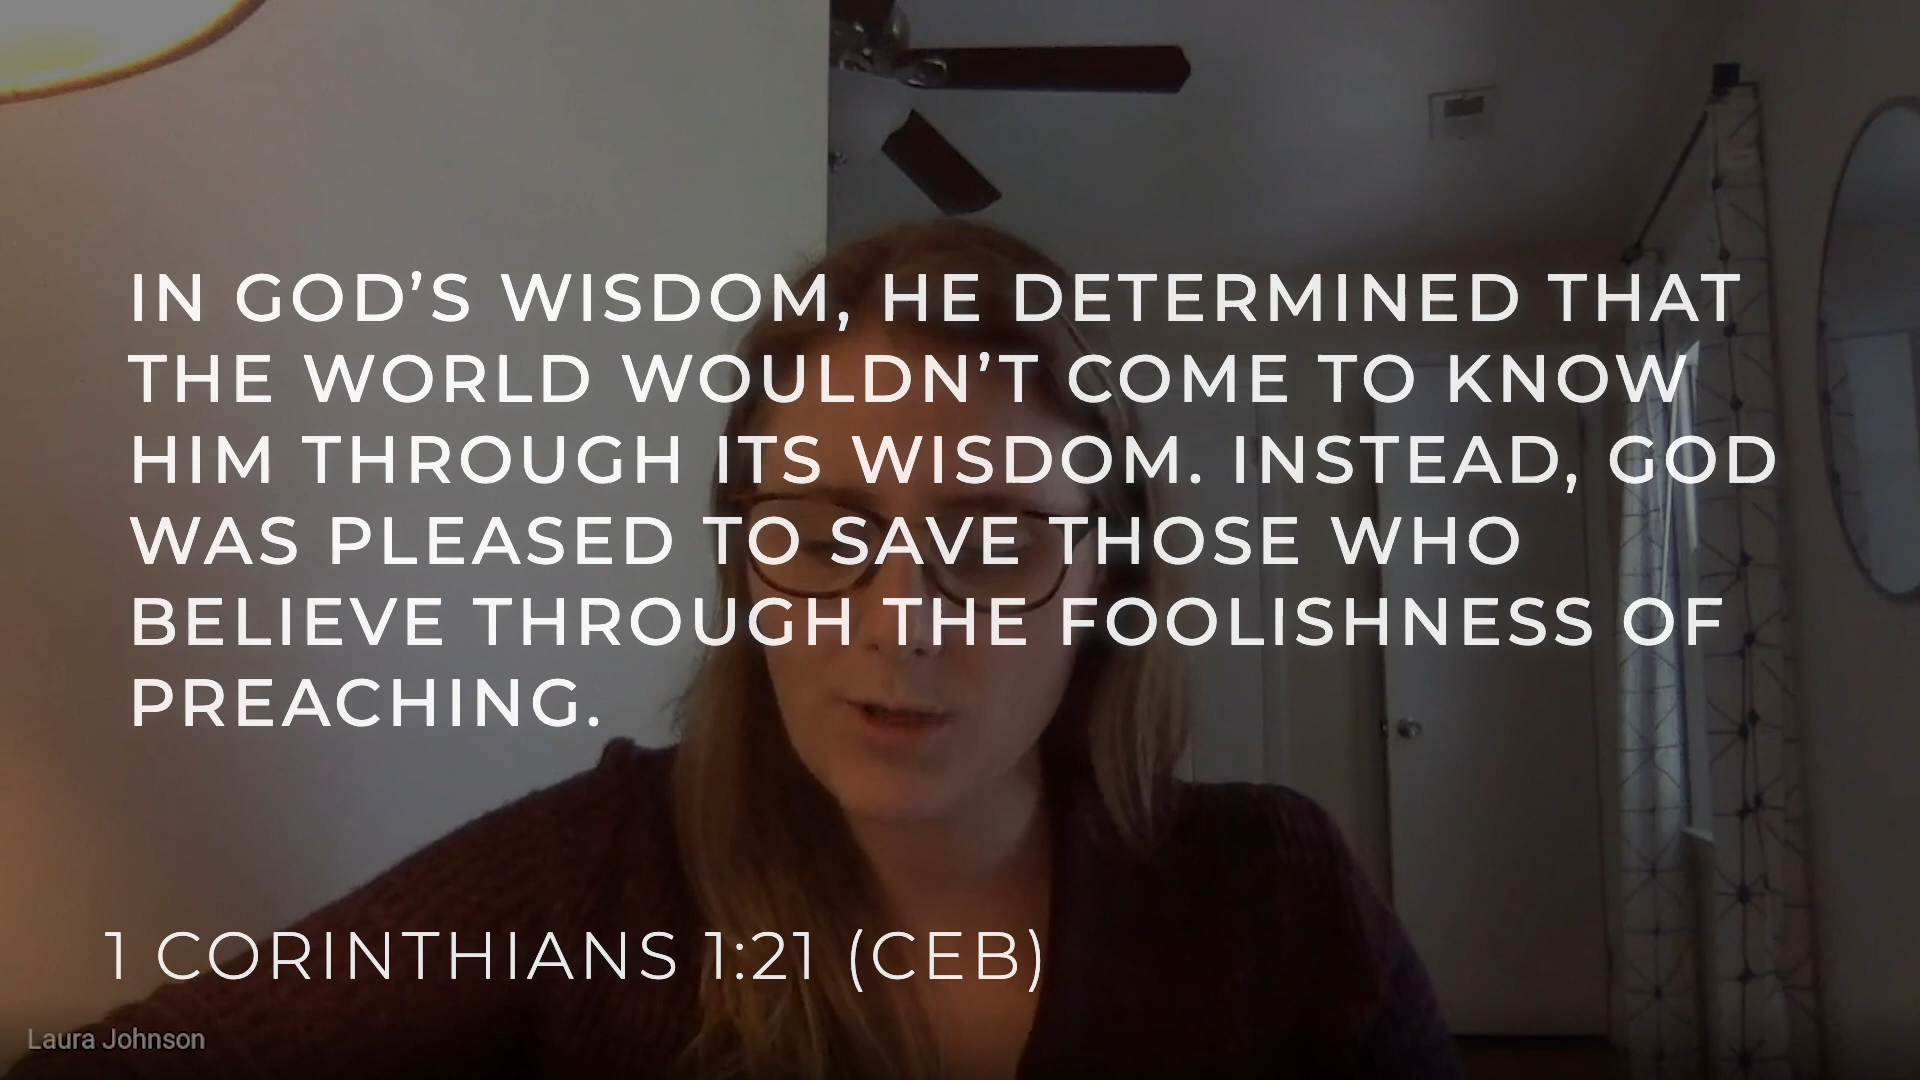 IN GOD’S WISDOM, HE DETERMINED THAT
THE WORLD WOULDN’T COME TO KNOW
HIM THROUGH ITS WISDOM. INSTEAD, GOD
WAS PLEASED TO SAVE THOSE WHO
BELIEVE THROUGH THE FOOLISHNESS OF
PREACHING.
1 CORINTHIANS 1:21 (CEB)
Laura Johnson